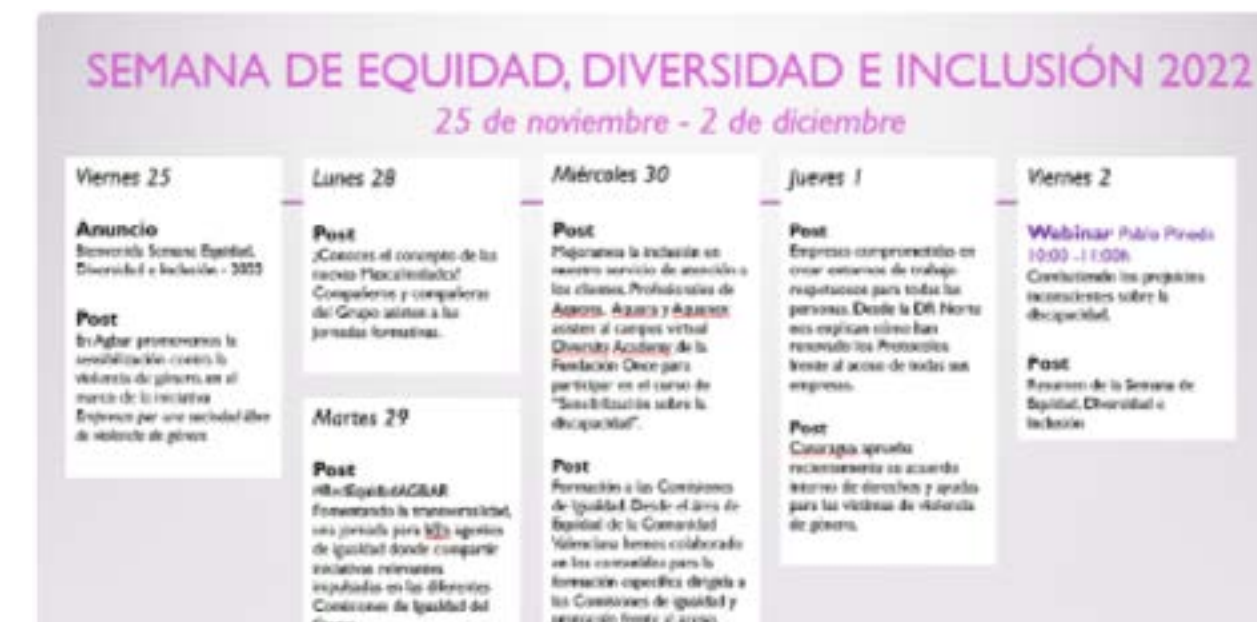 SEMANA DE EQUIDAD, DIVERSIDAD E INCLUSIÓN 2022
25 de noviembre - 2 de diciembre
Viernes 25
Anuncio
Bienvenida Semana Equidad,
Diversidad e Inclusión - 2022
Post
En Agbar promovemos la
sensibilización contra la
violencia de género, en el
marco de la iniciativa
Empresas por una sociedad libre
de violencia de género
Lunes 28
Post
¿Conoces el concepto de las
nuevas Masculinidades?
Compañeros y compañeras
del Grupo asisten a las
jornadas formativas.
Martes 29
Post
#RedEquidadAGBAR
Fomentando la transversalidad,
una jornada para agentes
de igualdad donde compartir
iniciativas relevantes
impulsadas en las diferentes
Comisiones de Igualdad del
Miércoles 30
Post
Mejoramos la inclusión en
nuestro servicio de atención a
los clientes. Profesionales de
Aquara y
asisten al campus virtual
Diversity Academy de la
Fundación Once para
participar en el curso de
"Sensibilización sobre la
discapacidad".
Post
Formación a las Comisiones
de Igualdad. Desde el área de
Equidad de la Comunidad
Valenciana hemos colaborado
en los contenidos para la
formación específica dirigida a
las Comisiones de igualdad y
protocolo frente al acoso.
Jueves 1
Post
Empresas comprometidas en
crear entornos de trabajo
respetuosos para todas las
personas. Desde la DR Norte
nos explican cómo han
renovado los Protocolos
frente al acoso de todas sus
empresas.
Post
aprueba
recientemente su acuerdo
interno de derechos y ayudas
para las víctimas de violencia
de género.
Viernes 2
Webinar Pablo Pineda
10:00 -11:00h
Combatiendo los prejuicios
inconscientes sobre la
discapacidad.
Post
Resumen de la Semana de
Equidad, Diversidad e
Inclusión